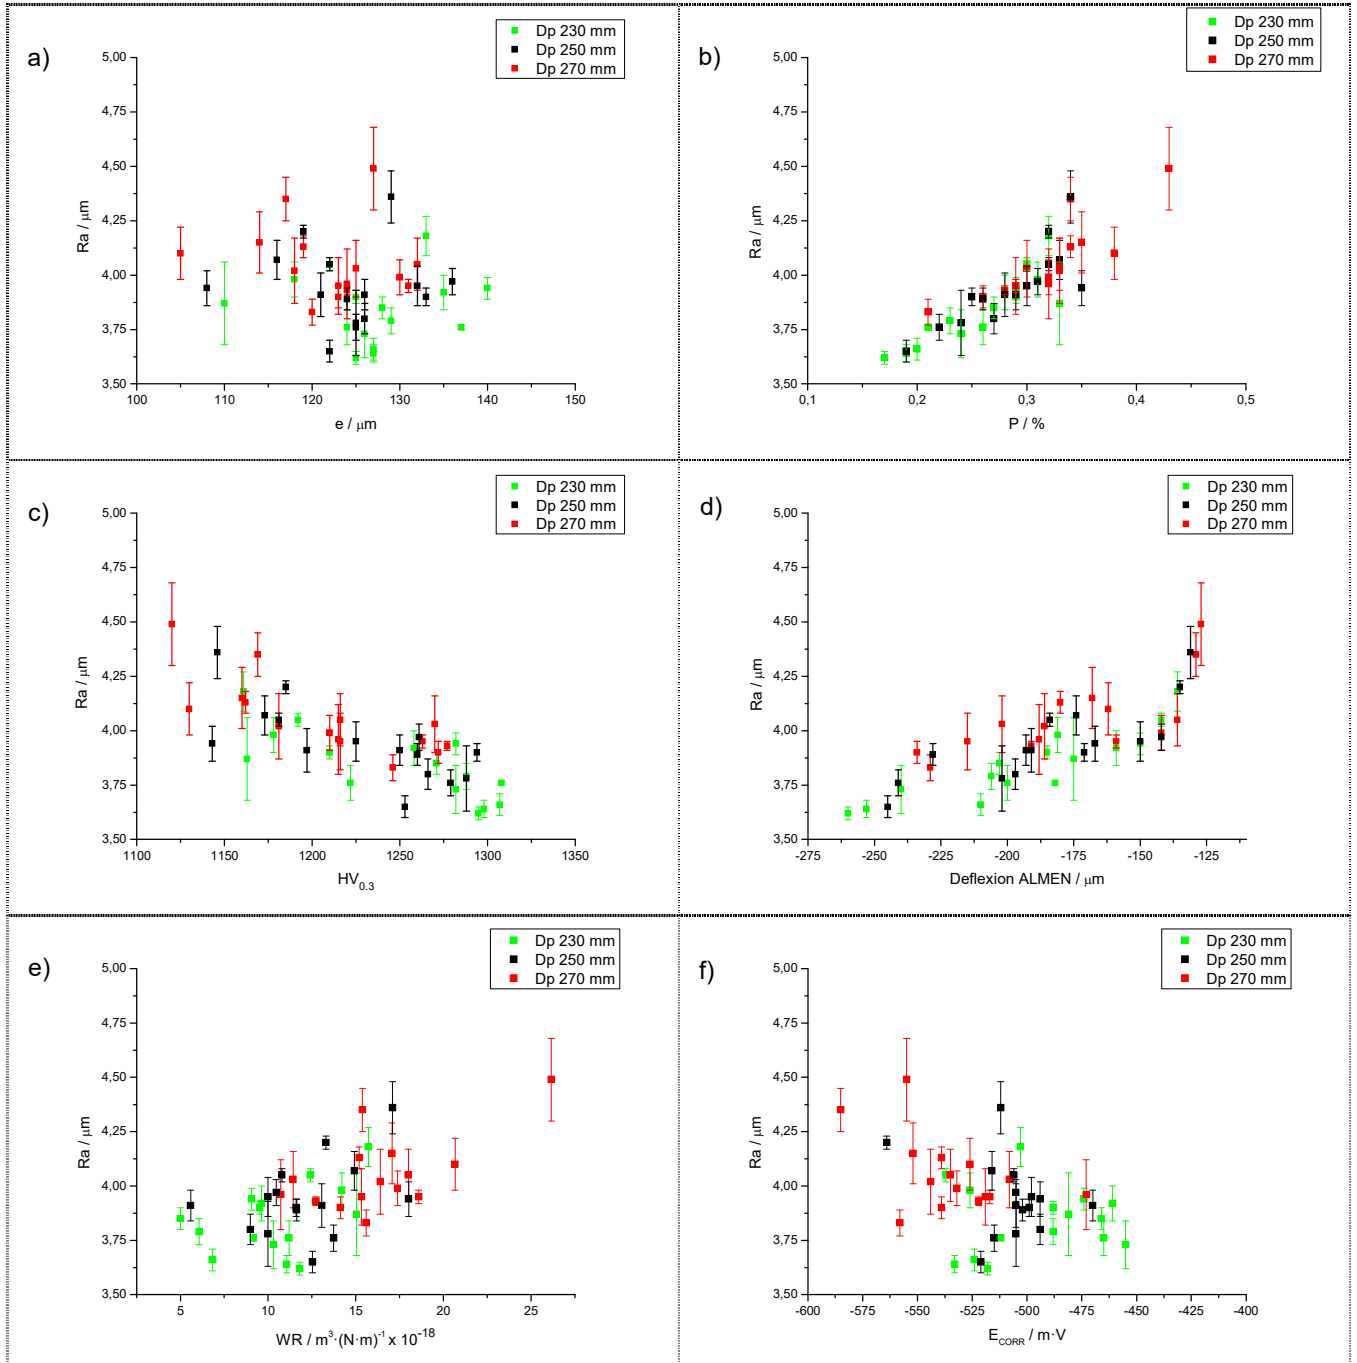 a)
Dp 230 mm
Dp 250 mm
Dp 270 mm
5,00
4,75
4,50
4,25
4,00
3,75
3,50
Ra / μm
100 110 120 130 140 150
e / μm
b)
Dp 230 mm
Dp 250 mm
Dp 270 mm
5,00
4,75
4,50
4,25
4,00
3,75
3,50
Ra / μm
0,1 0,2 0,3 0,4 0,5
P / %
c)
Dp 230 mm
Dp 250 mm
Dp 270 mm
5,00
4,75
4,50
4,25
4,00
3,75
3,50
Ra / μm
1100 1150 1200 1250 1300 1350
HV0.3
d)
Dp 230 mm
Dp 250 mm
Dp 270 mm
5,00
4,75
4,50
4,25
4,00
3,75
3,50
Ra / μm
-275 -250 -225 -200 -175 -150 -125
Deflexion ALMEN / μm
e)
Dp 230 mm
Dp 250 mm
Dp 270 mm
5,00
4,75
4,50
4,25
4,00
3,75
3,50
Ra / μm
5 10 15 20 25
WR / m³·(N·m)⁻¹ x 10⁻¹⁸
f)
Dp 230 mm
Dp 250 mm
Dp 270 mm
5,00
4,75
4,50
4,25
4,00
3,75
3,50
Ra / μm
-600 -575 -550 -525 -500 -475 -450 -425 -400
ECORR / m·V